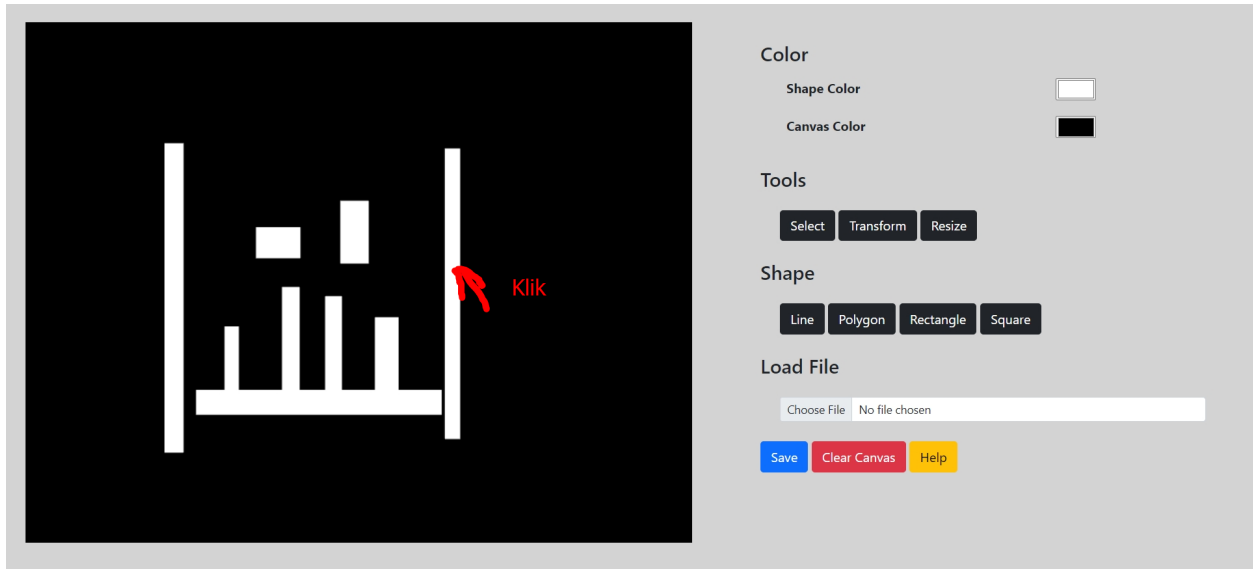 Color
Shape Color
Canvas Color
Tools
Select Transform Resize
Klik
Shape
Line Polygon Rectangle Square
Load File
Choose File No file chosen
Save Clear Canvas Help